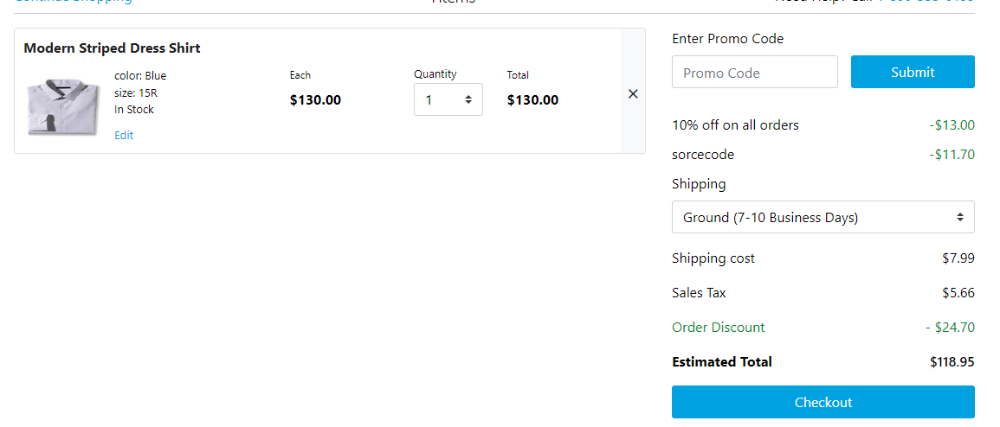 Modern Striped Dress Shirt
color: Blue
size: 15R
In Stock
Edit
Each
$130.00
Quantity
1
Total
$130.00
×
Enter Promo Code
Promo Code
Submit
10% off on all orders -$13.00
sorcecode -$11.70
Shipping
Ground (7-10 Business Days)
Shipping cost $7.99
Sales Tax $5.66
Order Discount - $24.70
Estimated Total $118.95
Checkout